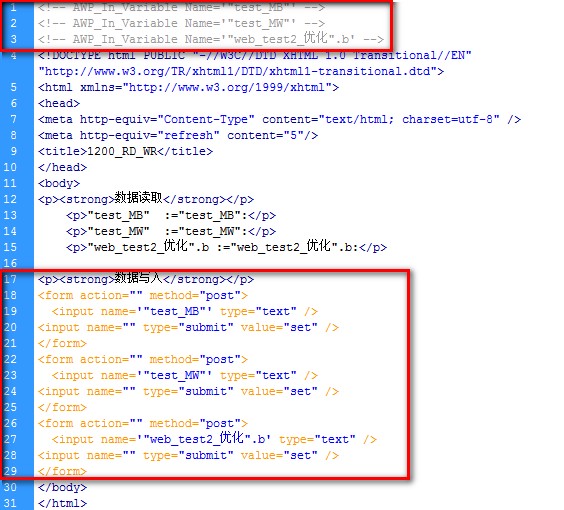 1 <!-- AWP_In_Variable Name='"test_MB"' -->
2 <!-- AWP_In_Variable Name='"test_MW"' -->
3 <!-- AWP_In_Variable Name='"web_test2_优化".b' -->
4 <!DOCTYPE html PUBLIC "-//W3C//DTD XHTML 1.0 Transitional//EN"
"http://www.w3.org/TR/xhtml1/DTD/xhtml1-transitional.dtd">
5 <html xmlns="http://www.w3.org/1999/xhtml">
6 <head>
7 <meta http-equiv="Content-Type" content="text/html; charset=utf-8" />
8 <meta http-equiv="refresh" content="5"/>
9 <title>1200_RD_WR</title>
10 </head>
11 <body>
12 <p><strong>数据读取</strong></p>
13 <p>"test_MB" :="test_MB":</p>
14 <p>"test_MW" :="test_MW":</p>
15 <p>"web_test2_优化".b :="web_test2_优化".b:</p>
16
17 <p><strong>数据写入</strong></p>
18 <form action="" method="post">
19 <input name='"test_MB"' type="text" />
20 <input name="" type="submit" value="set" />
21 </form>
22 <form action="" method="post">
23 <input name='"test_MW"' type="text" />
24 <input name="" type="submit" value="set" />
25 </form>
26 <form action="" method="post">
27 <input name='"web_test2_优化".b' type="text" />
28 <input name="" type="submit" value="set" />
29 </form>
30 </body>
31 </html>